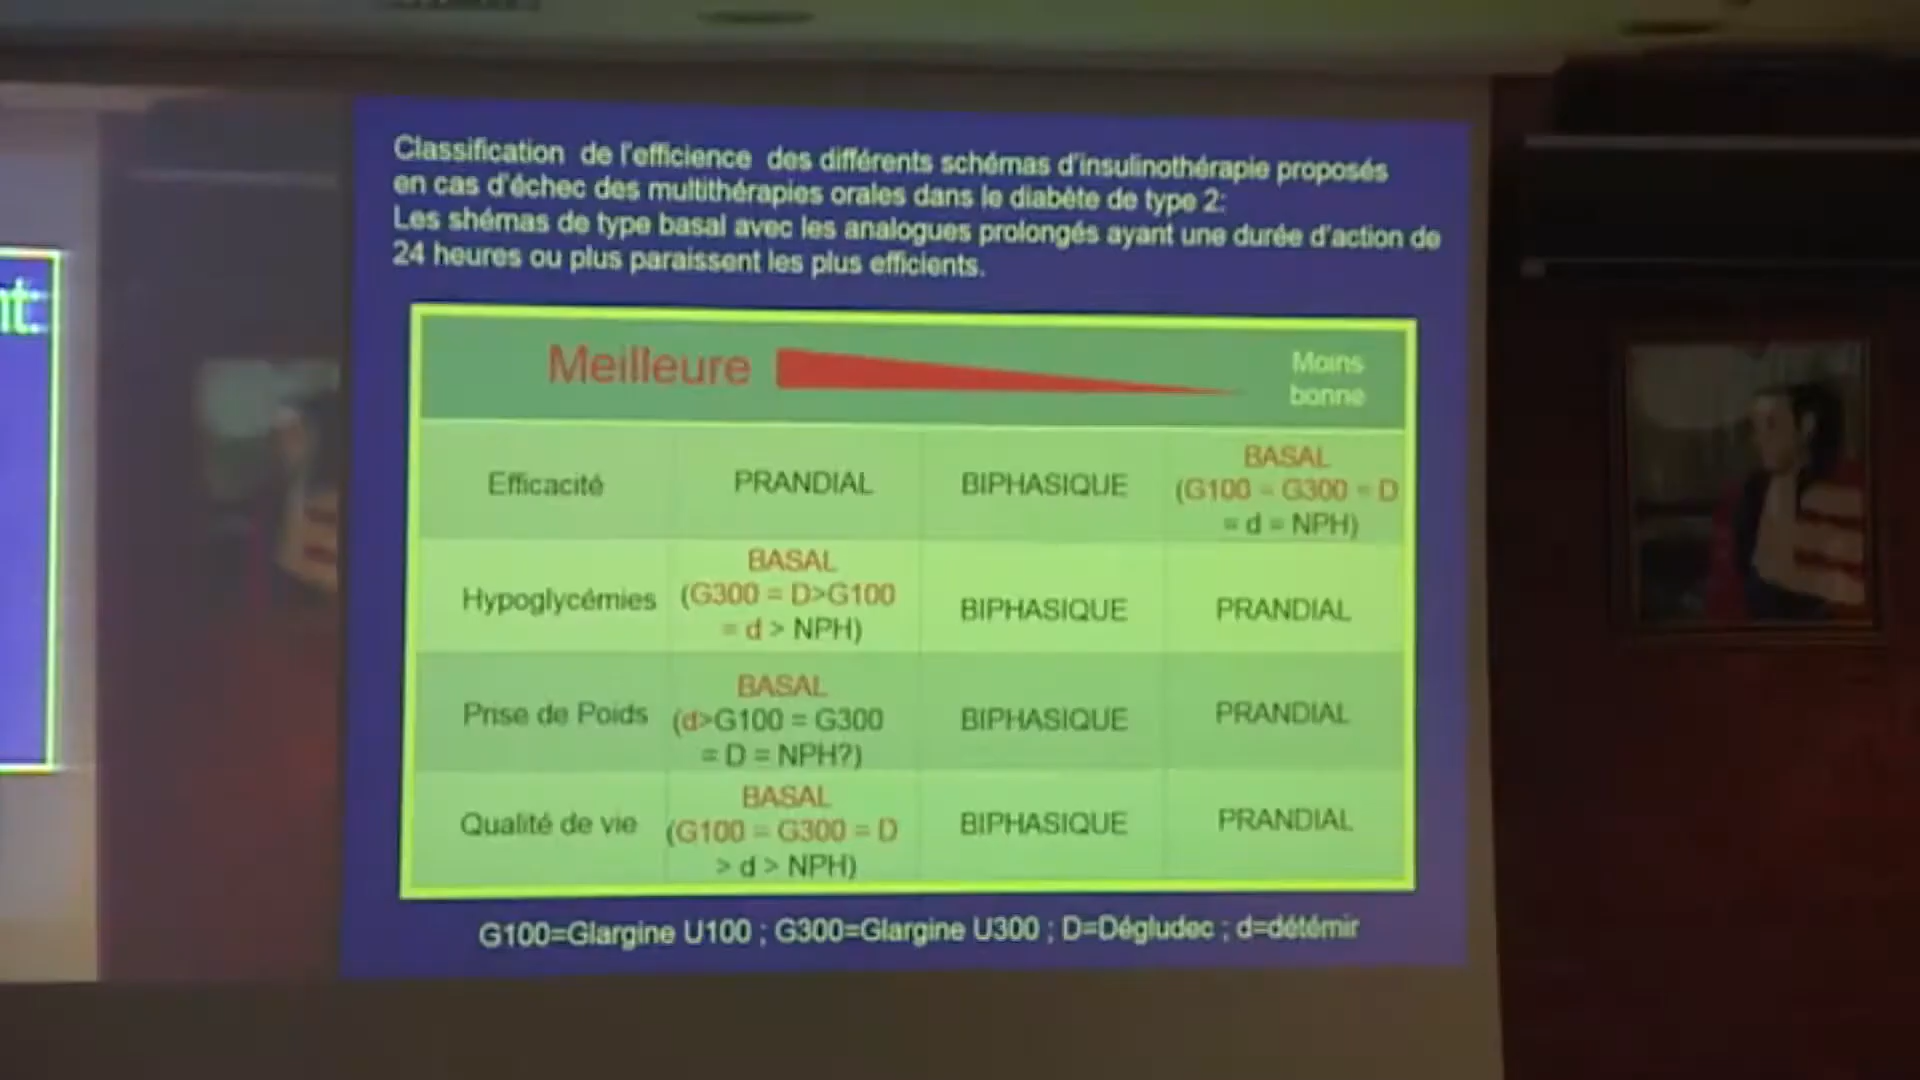 Classification de l'efficience des différents schémas d'insulinothérapie proposés
en cas d'échec des multithérapies orales dans le diabète de type 2:
Les shémas de type basal avec les analogues prolongés ayant une durée d'action de
24 heures ou plus paraissent les plus efficients.
Meilleure
Moins
bonne
Efficacité
PRANDIAL
BIPHASIQUE
BASAL
(G100 = G300 = D
= d = NPH)
Hypoglycémies
BASAL
(G300 = D>G100
= d > NPH)
BIPHASIQUE
PRANDIAL
Prise de Poids
BASAL
(d>G100 = G300
= D = NPH?)
BIPHASIQUE
PRANDIAL
Qualité de vie
BASAL
(G100 = G300 = D
> d > NPH)
BIPHASIQUE
PRANDIAL
G100=Glargine U100 ; G300=Glargine U300 ; D=Dégludec ; d=détémir